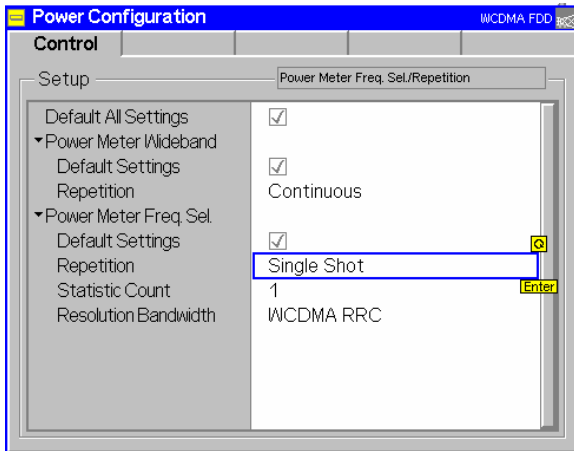 Power Configuration WCDMA FDD
Control
Setup Power Meter Freq. Sel./Repetition
Default All Settings
Power Meter Wideband
Default Settings
Repetition Continuous
Power Meter Freq. Sel.
Default Settings
Repetition Single Shot
Enter
Statistic Count 1
Resolution Bandwidth WCDMA RRC